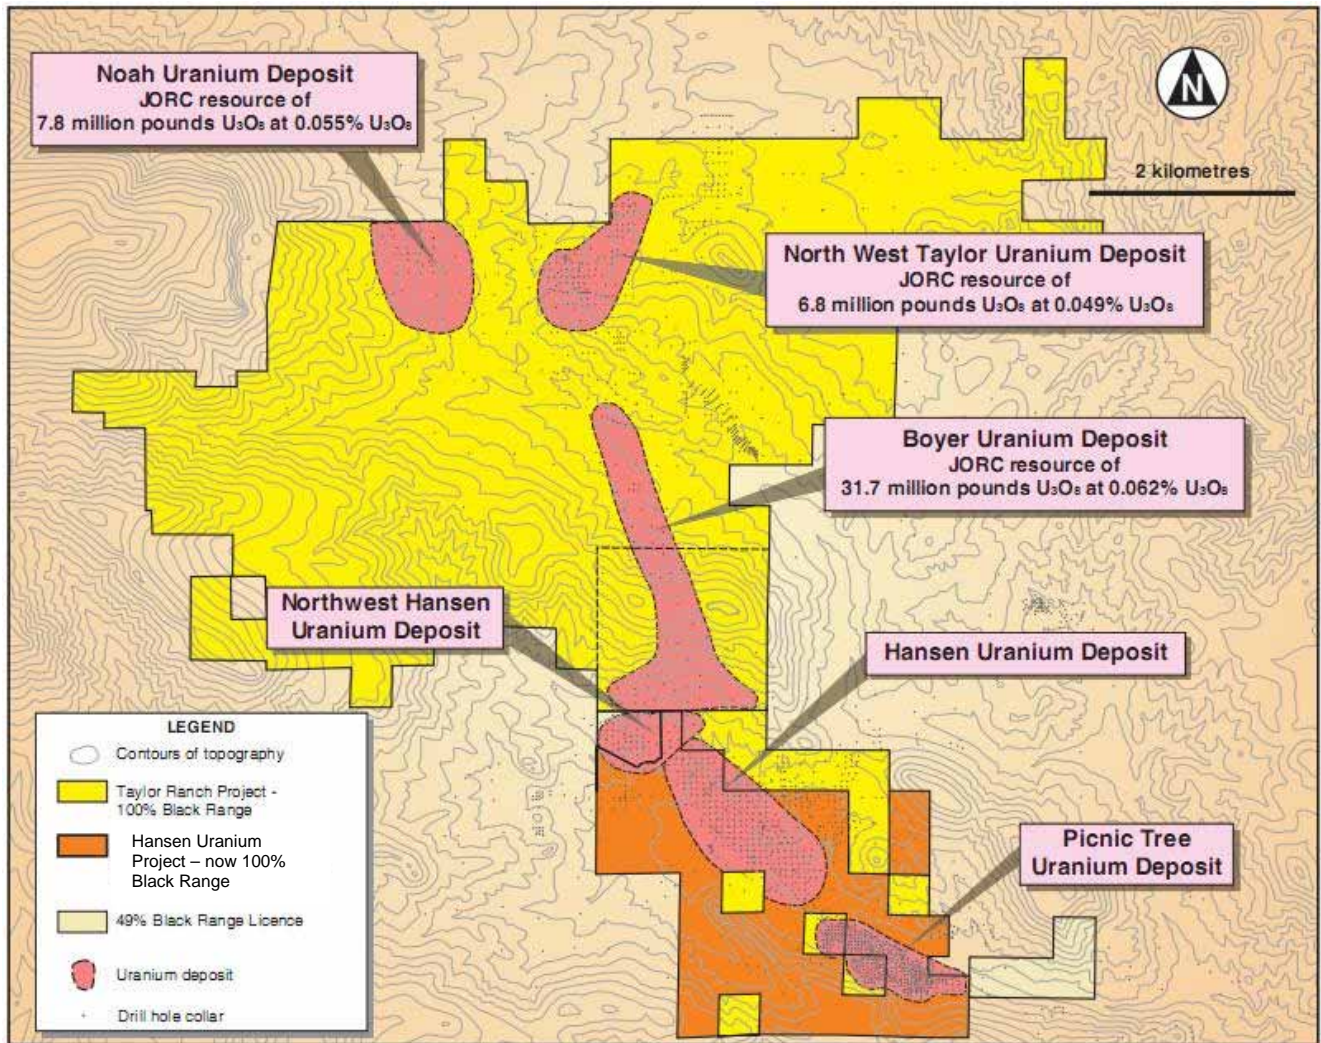 Noah Uranium Deposit
JORC resource of
7.8 million pounds U₃O₈ at 0.055% U₃O₈
N
2 kilometres
North West Taylor Uranium Deposit
JORC resource of
6.8 million pounds U₃O₈ at 0.049% U₃O₈
Boyer Uranium Deposit
JORC resource of
31.7 million pounds U₃O₈ at 0.062% U₃O₈
Northwest Hansen
Uranium Deposit
Hansen Uranium Deposit
Picnic Tree
Uranium Deposit
LEGEND
Contours of topography
Taylor Ranch Project -
100% Black Range
Hansen Uranium
Project – now 100%
Black Range
49% Black Range Licence
Uranium deposit
Drill hole collar